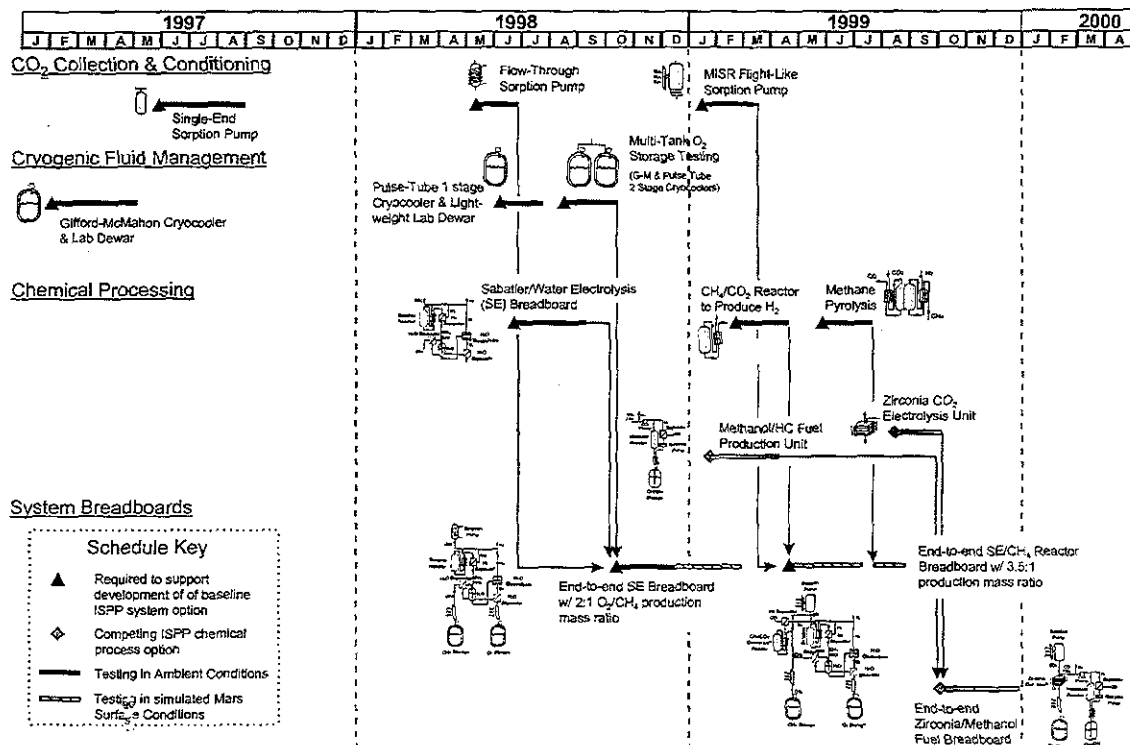 1997 1998 1999 2000
J F M A M J J A S O N D J F M A M J J A S O N D J F M A M J J A S O N D J F M A
CO₂ Collection & Conditioning
Single-End
Sorption Pump
Flow-Through
Sorption Pump
MISR Flight-Like
Sorption Pump
Cryogenic Fluid Management
Gifford-McMahon Cryocooler
& Lab Dewar
Pulse-Tube 1 stage
Cryocooler & Light-
weight Lab Dewar
Multi-Tank O₂
Storage Testing
(G-M & Pulse Tube
2 Stage Cryocoolers)
Chemical Processing
Sabatier/Water Electrolysis
(SE) Breadboard
CH₄/CO₂ Reactor
to Produce H₂
Methane
Pyrolysis
Zirconia CO₂
Electrolysis Unit
Methanol/HC Fuel
Production Unit
System Breadboards
End-to-end SE Breadboard
w/ 2:1 O₂/CH₄ production
mass ratio
End-to-end SE/CH₄ Reactor
Breadboard w/ 3.5:1
production mass ratio
End-to-end
Zirconia/Methanol
Fuel Breadboard
Schedule Key
Required to support
development of of baseline
ISPP system option
Competing ISPP chemical
process option
Testing in Ambient Conditions
Testing in simulated Mars
Surface Conditions